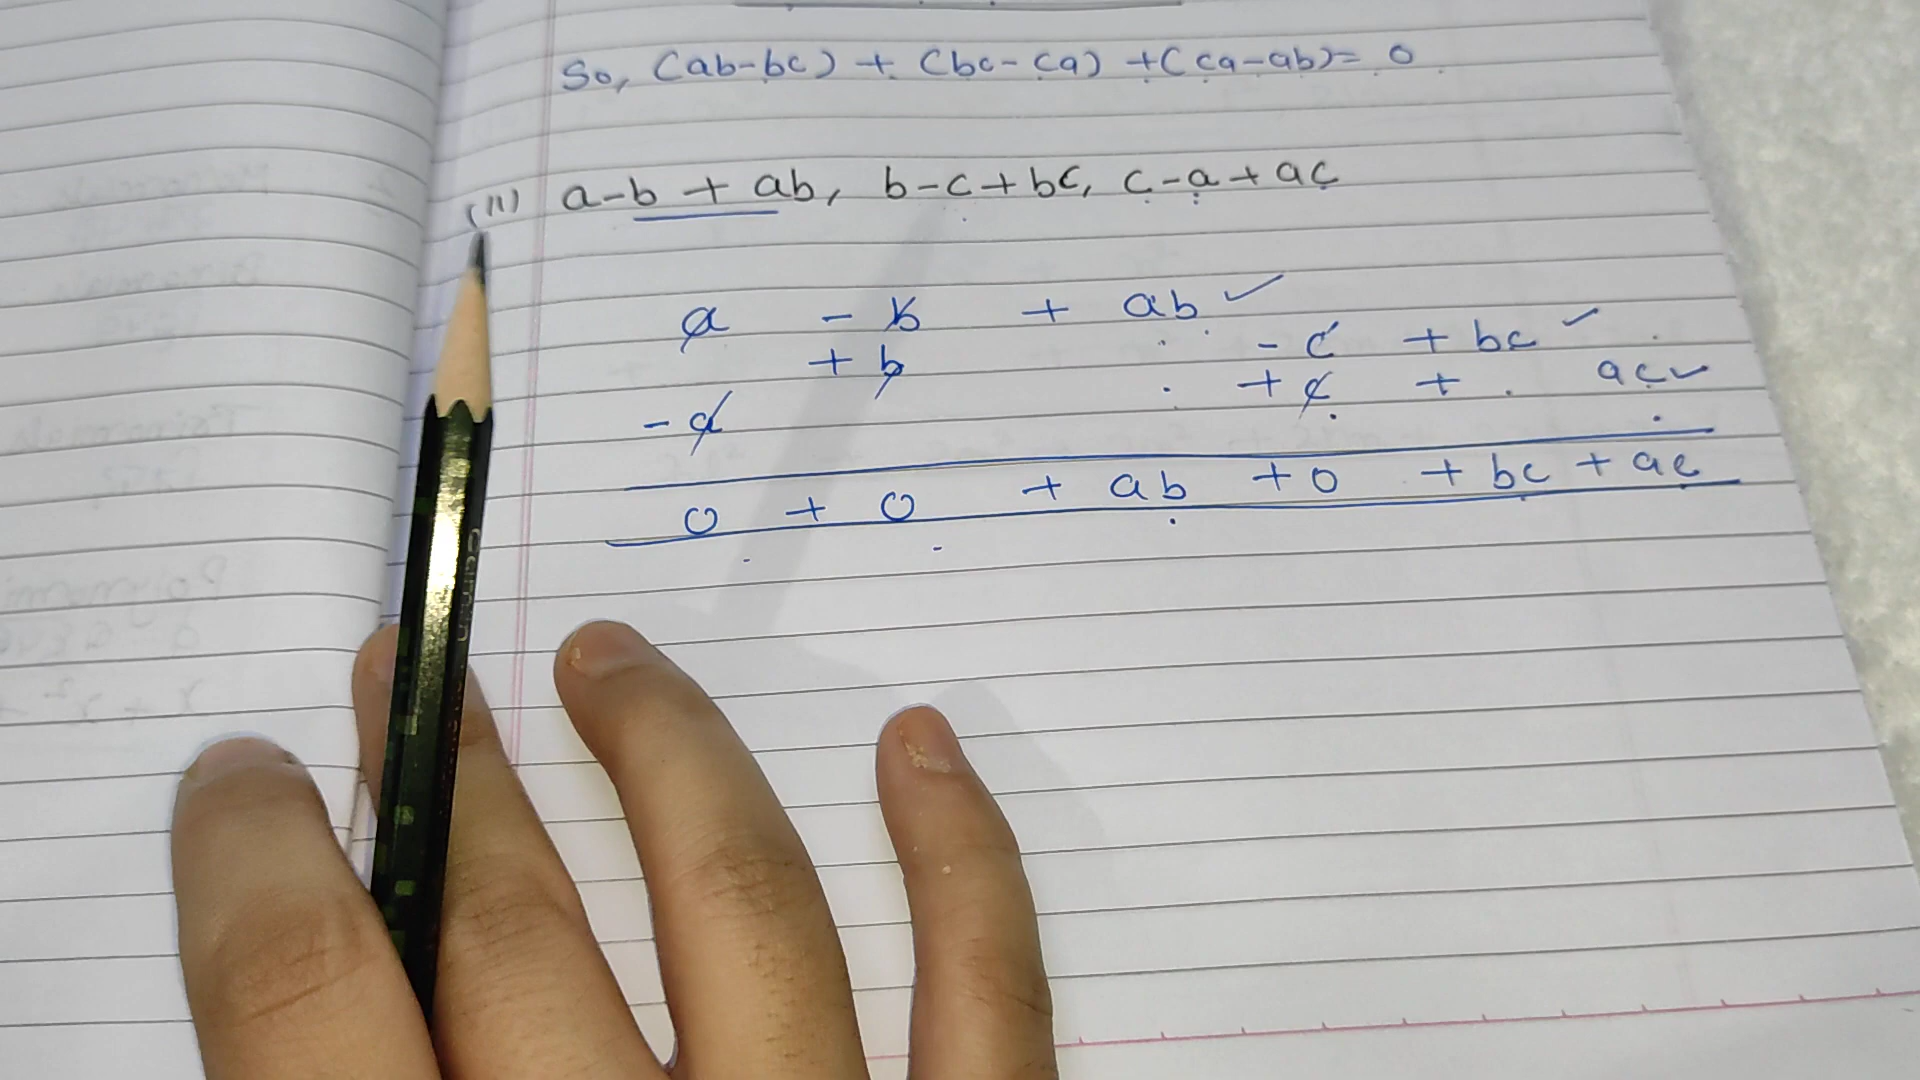 So, (ab-bc) + (bc-ca) + (ca-ab) = 0
(ii) a-b + ab, b-c+bc, c-a+ac
a - b + ab ✓
+ b - c + bc ✓
- a + c + ac ✓
0 + 0 + ab + 0 + bc + ac